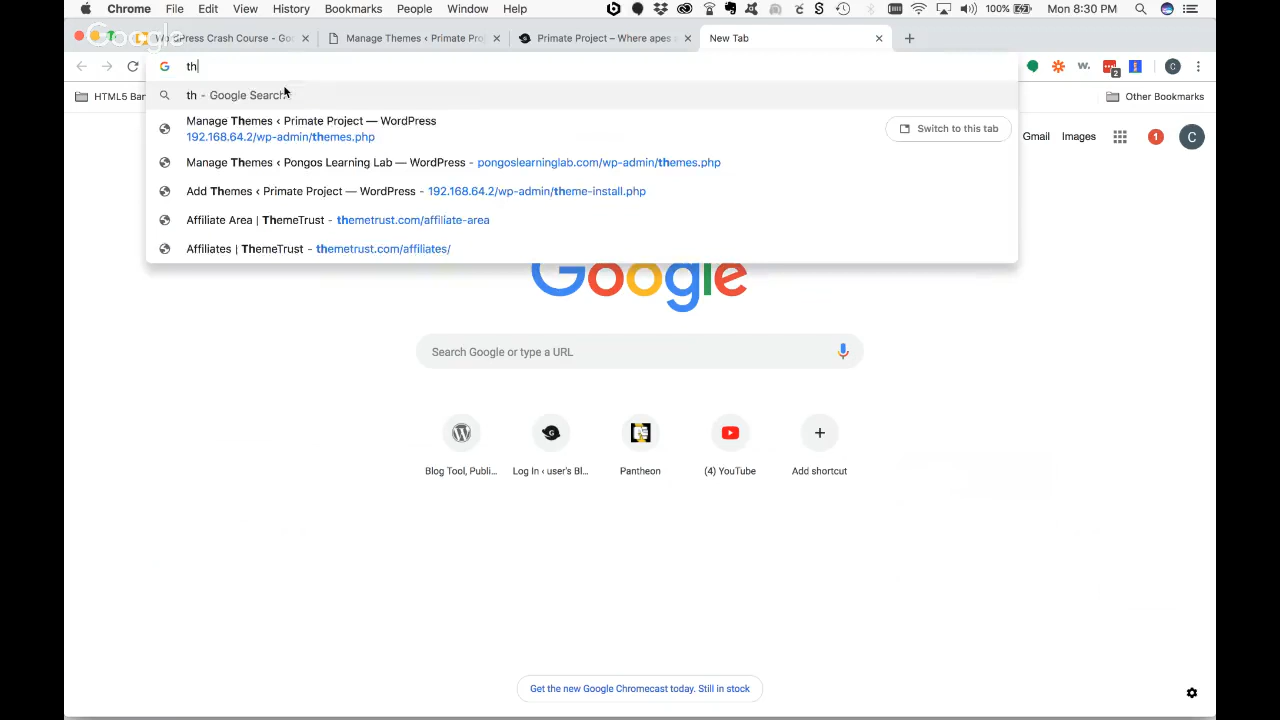 Chrome File Edit View History Bookmarks People Window Help 100% Mon 8:30 PM
Google
WordPress Crash Course - Go
Manage Themes ‹ Primate Pro
Primate Project – Where apes
New Tab
th
HTML5 Ban
Other Bookmarks
th - Google Search
Manage Themes ‹ Primate Project — WordPress
192.168.64.2/wp-admin/themes.php
Switch to this tab
Manage Themes ‹ Pongos Learning Lab — WordPress - pongoslearninglab.com/wp-admin/themes.php
Add Themes ‹ Primate Project — WordPress - 192.168.64.2/wp-admin/theme-install.php
Affiliate Area | ThemeTrust - themetrust.com/affiliate-area
Affiliates | ThemeTrust - themetrust.com/affiliates/
Gmail Images 1 C
Google
Search Google or type a URL
Blog Tool, Publi...
Log In ‹ user's Bl...
Pantheon
(4) YouTube
Add shortcut
Get the new Google Chromecast today. Still in stock